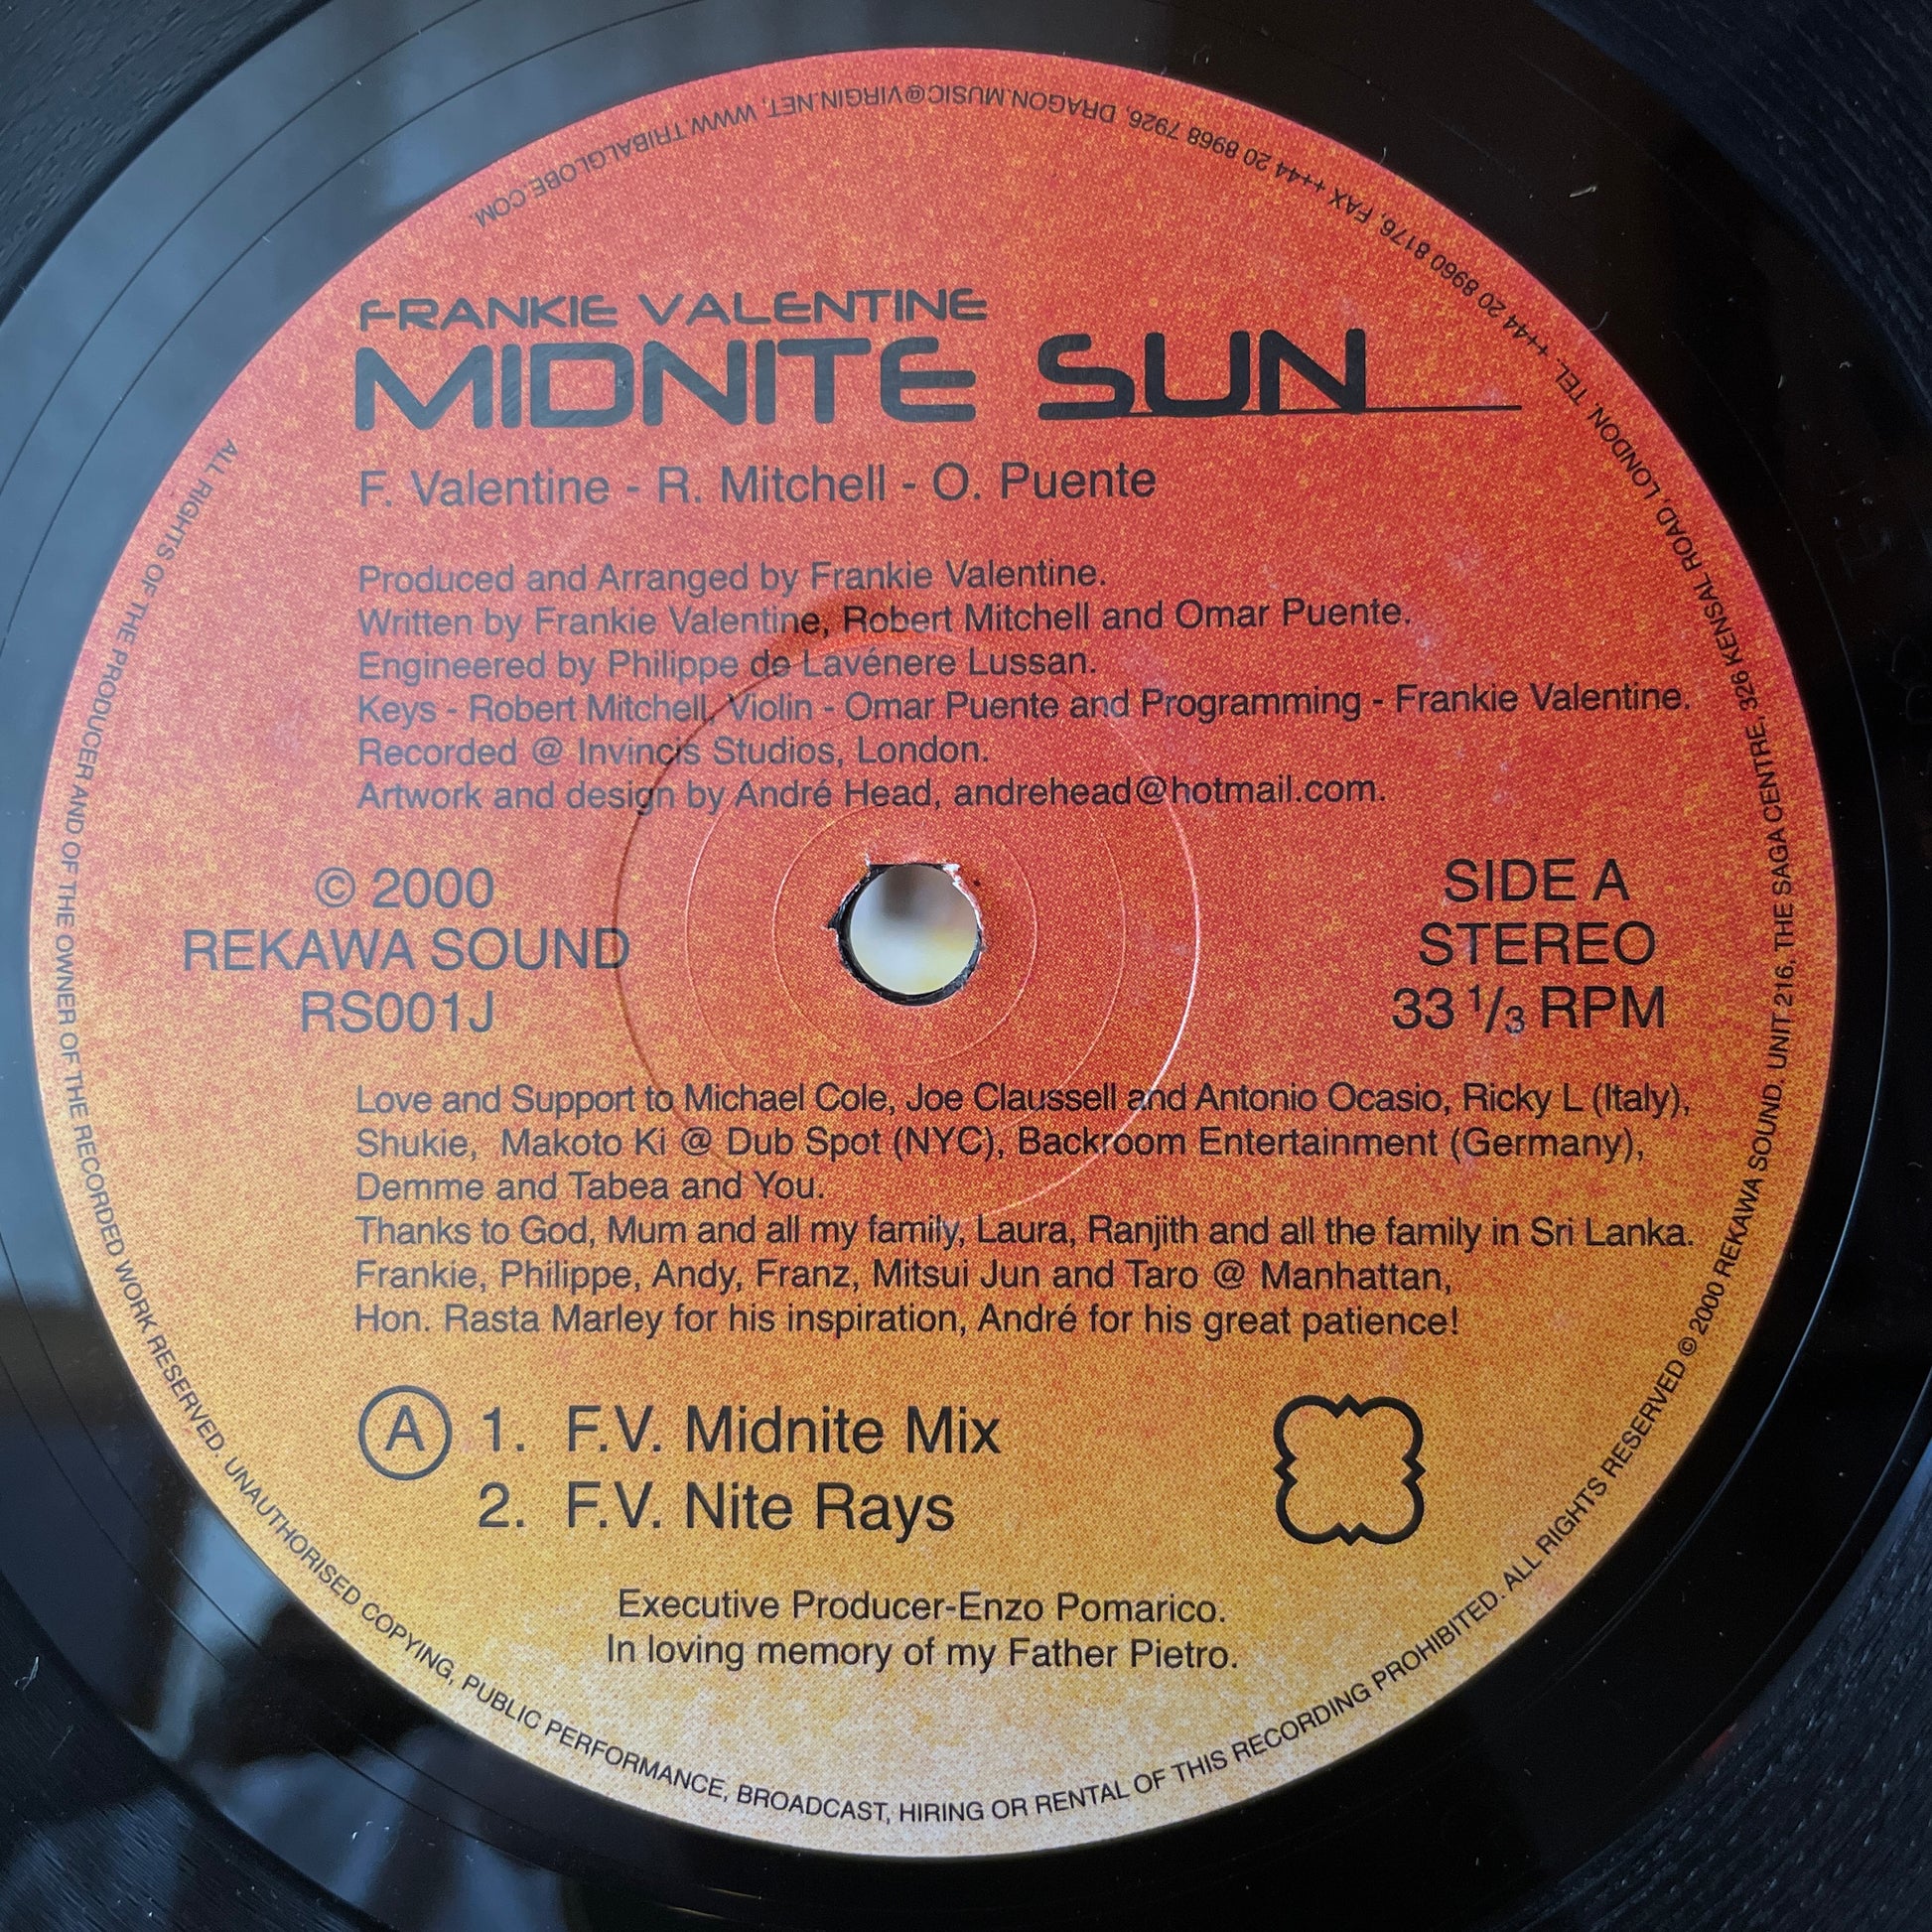 FRANKIE VALENTINE
MIDNITE SUN
F. Valentine - R. Mitchell - O. Puente
Produced and Arranged by Frankie Valentine.
Written by Frankie Valentine, Robert Mitchell and Omar Puente.
Engineered by Philippe de Lavénere Lussan.
Keys - Robert Mitchell, Violin - Omar Puente and Programming - Frankie Valentine.
Recorded @ Invincis Studios, London.
Artwork and design by André Head, andrehead@hotmail.com.
© 2000
REKAWA SOUND
RS001J
SIDE A
STEREO
33 1/3 RPM
Love and Support to Michael Cole, Joe Claussell and Antonio Ocasio, Ricky L (Italy),
Shukie, Makoto Ki @ Dub Spot (NYC), Backroom Entertainment (Germany),
Demme and Tabea and You.
Thanks to God, Mum and all my family, Laura, Ranjith and all the family in Sri Lanka.
Frankie, Philippe, Andy, Franz, Mitsui Jun and Taro @ Manhattan,
Hon. Rasta Marley for his inspiration, André for his great patience!
A 1. F.V. Midnite Mix
2. F.V. Nite Rays
Executive Producer-Enzo Pomarico.
In loving memory of my Father Pietro.
ALL RIGHTS OF THE PRODUCER AND OF THE OWNER OF THE RECORDED WORK RESERVED. UNAUTHORISED COPYING, PUBLIC PERFORMANCE, BROADCAST, HIRING OR RENTAL OF THIS RECORDING PROHIBITED. ALL RIGHTS RESERVED © 2000 REKAWA SOUND. UNIT 216, THE SAGA CENTRE, 326 KENSAL ROAD, LONDON, TEL. ++44 20 8960 8176, FAX ++44 20 8968 7926, DRAGON.MUSIC@VIRGIN.NET, WWW.TRIBALGLOBE.COM.